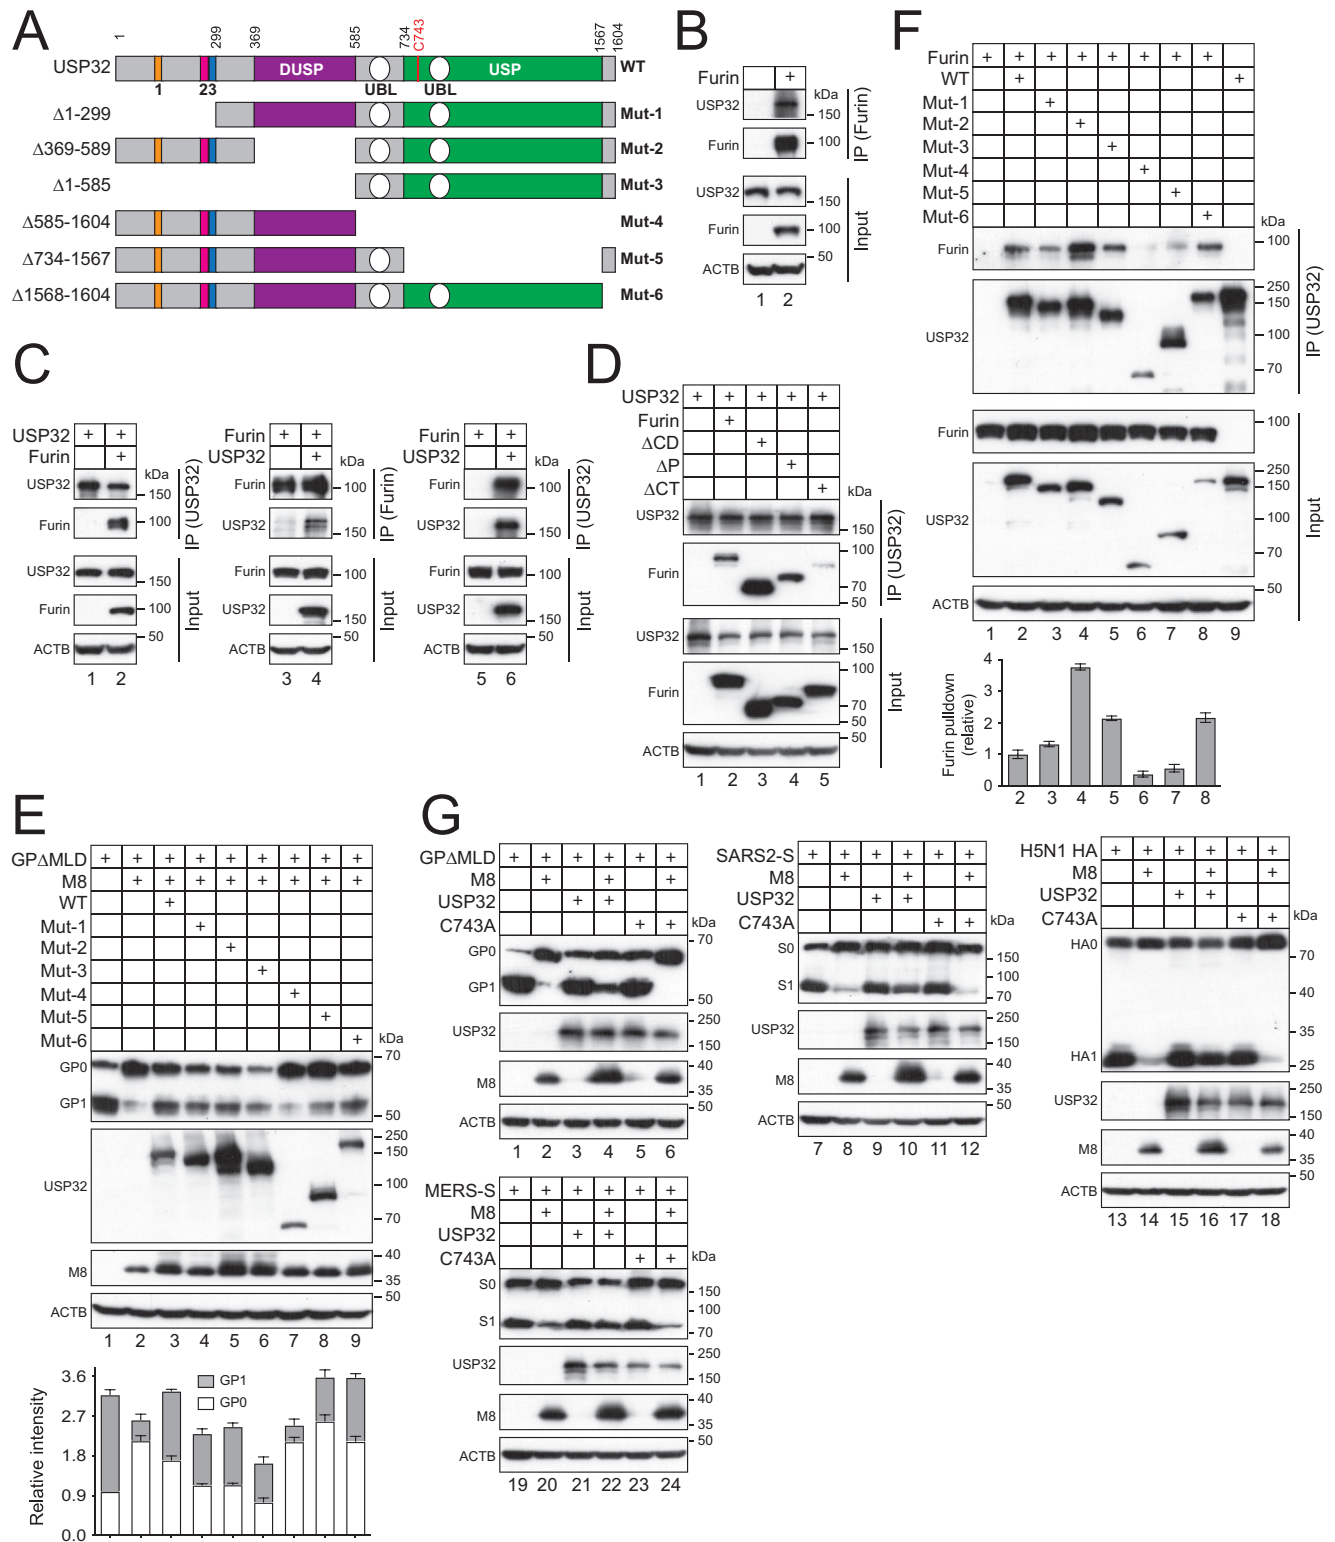 A
1
299
369
585
734
C743
1567
1604
USP32
DUSP
USP
WT
1
23
UBL
UBL
Δ1-299
Mut-1
Δ369-589
Mut-2
Δ1-585
Mut-3
Δ585-1604
Mut-4
Δ734-1567
Mut-5
Δ1568-1604
Mut-6
B
Furin +
kDa
USP32
150
Furin
100
IP (Furin)
USP32
150
Furin
100
50
ACTB
Input
1 2
C
USP32 + +
Furin +
kDa
USP32
150
Furin
100
IP (USP32)
USP32
150
Furin
100
50
ACTB
Input
1 2
Furin + +
USP32 +
kDa
Furin
100
USP32
150
IP (Furin)
Furin
100
USP32
150
50
ACTB
Input
3 4
Furin + +
USP32 +
kDa
Furin
100
USP32
150
IP (USP32)
Furin
100
USP32
150
50
ACTB
Input
5 6
D
USP32 + + + + +
Furin +
ΔCD +
ΔP +
ΔCT +
kDa
USP32
150
100
Furin
70
50
IP (USP32)
USP32
150
100
Furin
70
50
50
ACTB
Input
1 2 3 4 5
F
Furin + + + + + + + +
WT + +
Mut-1 +
Mut-2 +
Mut-3 +
Mut-4 +
Mut-5 +
Mut-6 +
kDa
Furin
100
250
150
USP32
100
70
IP (USP32)
Furin
100
250
150
USP32
100
70
50
ACTB
Input
1 2 3 4 5 6 7 8 9
Furin pulldown
(relative)
4
3
2
1
0
2 3 4 5 6 7 8
E
GPΔMLD + + + + + + + + +
M8 + + + + + + + +
WT +
Mut-1 +
Mut-2 +
Mut-3 +
Mut-4 +
Mut-5 +
Mut-6 +
kDa
70
GP0
GP1
50
250
150
USP32
100
70
40
M8
35
50
ACTB
1 2 3 4 5 6 7 8 9
Relative intensity
3.6
2.7
1.8
0.9
0.0
GP1
GP0
G
GPΔMLD + + + + + +
M8 + + +
USP32 + +
C743A + +
kDa
70
GP0
GP1
50
250
USP32
150
40
M8
35
50
ACTB
1 2 3 4 5 6
SARS2-S + + + + + +
M8 + + +
USP32 + +
C743A + +
kDa
S0
150
100
S1
70
250
USP32
150
40
M8
35
50
ACTB
7 8 9 10 11 12
H5N1 HA + + + + + +
M8 + + +
USP32 + +
C743A + +
kDa
HA0
70
40
35
HA1
25
250
USP32
150
40
M8
35
50
ACTB
13 14 15 16 17 18
MERS-S + + + + + +
M8 + + +
USP32 + +
C743A + +
kDa
S0
150
100
S1
70
250
USP32
150
40
M8
35
50
ACTB
19 20 21 22 23 24